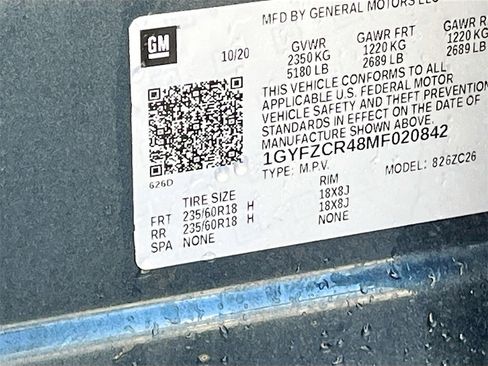 MFD BY GENERAL MOTORS LLC
GM
10/20
GVWR GAWR FRT GAWR R
2350 KG 1220 KG 1220 KG
5180 LB 2689 LB 2689 LB
THIS VEHICLE CONFORMS TO ALL
APPLICABLE U.S. FEDERAL MOTOR
VEHICLE SAFETY AND THEFT PREVENTION
STANDARDS IN EFFECT ON THE DATE OF
MANUFACTURE SHOWN ABOVE.
1GYFZCR48MF020842
TYPE: M.P.V. MODEL: 826ZC26
626D
TIRE SIZE RIM
FRT 235/60R18 H 18X8J
RR 235/60R18 H 18X8J
SPA NONE NONE